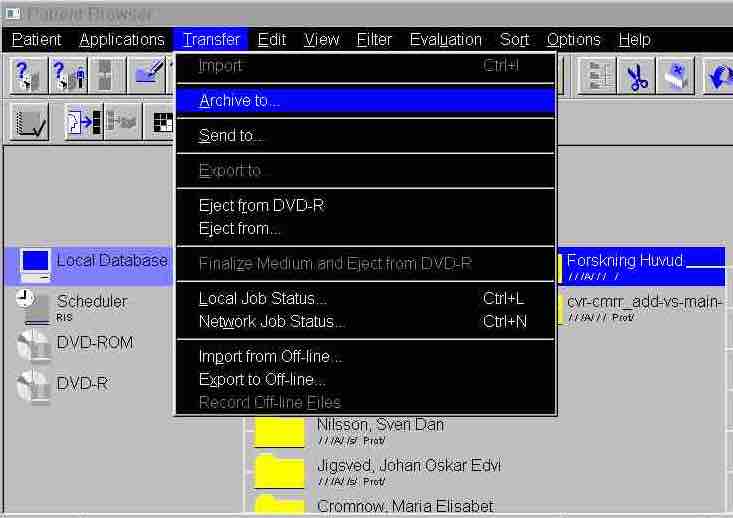 Patient Browser
Patient Applications Transfer Edit View Filter Evaluation Sort Options Help
Import Ctrl+I
Archive to...
Send to...
Export to...
Eject from DVD-R
Eject from...
Finalize Medium and Eject from DVD-R
Local Job Status... Ctrl+L
Network Job Status... Ctrl+N
Import from Off-line...
Export to Off-line...
Record Off-line Files
Local Database
Scheduler
RIS
DVD-ROM
DVD-R
Forskning Huvud
/ / /A/ / /
cvr-cmrr_add-vs-main-
/ / /A/ / / Prot/
Nilsson, Sven Dan
/ / /A/ /s/ Prot/
Jigsved, Johan Oskar Edvi
/ / /A/ /s/ Prot/
Cromnow, Maria Elisabet